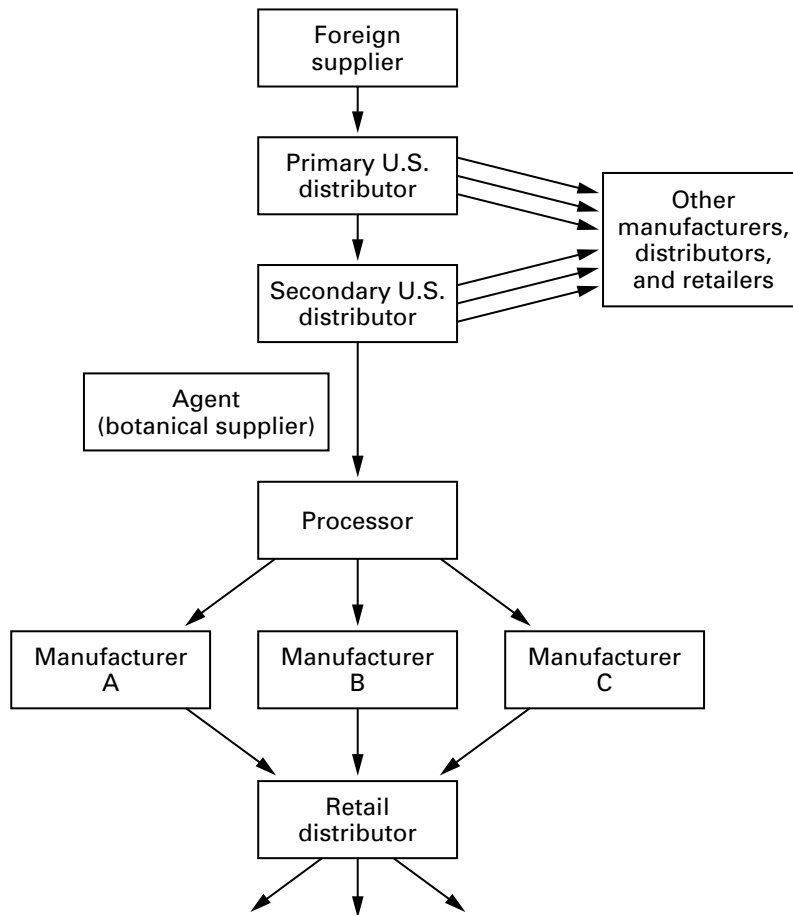 Foreign
supplier
Primary U.S.
distributor
Other
manufacturers,
distributors,
and retailers
Secondary U.S.
distributor
Agent
(botanical supplier)
Processor
Manufacturer
A
Manufacturer
B
Manufacturer
C
Retail
distributor